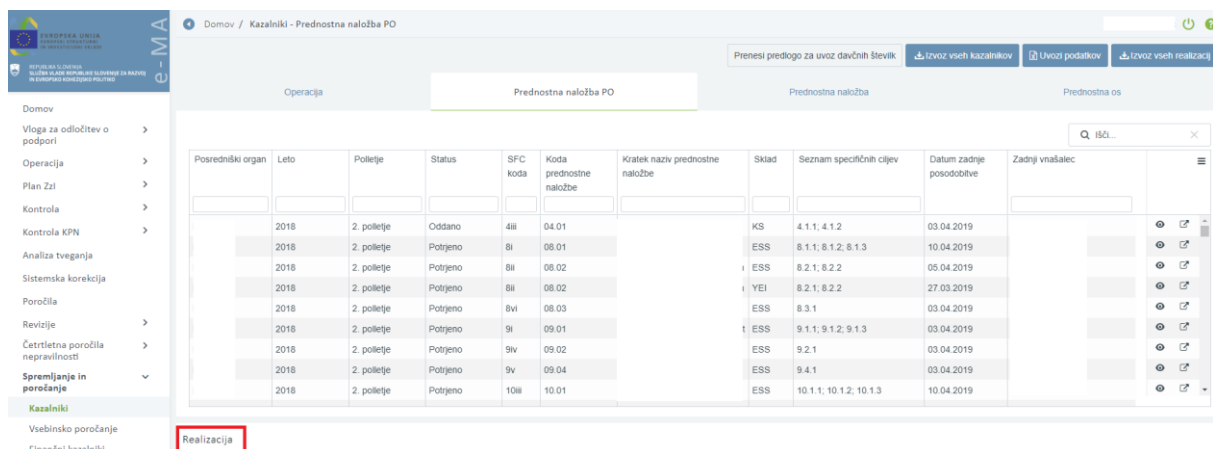 EVROPSKA UNIJA
EVROPSKI STRUKTURNI
IN INVESTICIJSKI SKLADI
REPUBLIKA SLOVENIJA
SLUŽBA VLADE REPUBLIKE SLOVENIJE ZA RAZVOJ
IN EVROPSKO KOHEZIJSKO POLITIKO
e-MA
Domov / Kazalniki - Prednostna naložba PO
Prenesi predlogo za uvoz davčnih številk Izvoz vseh kazalnikov Uvozi podatkov Izvoz vseh realizacij
Operacija Prednostna naložba PO Prednostna naložba Prednostna os
Išči...
Domov
Vloga za odločitev o
podpori
Operacija
Plan ZzI
Kontrola
Kontrola KPN
Analiza tveganja
Sistemska korekcija
Poročila
Revizije
Četrtletna poročila
nepravilnosti
Spremljanje in
poročanje
Kazalniki
Vsebinsko poročanje
Finančni kazalniki
Posredniški organ Leto Polletje Status SFC koda Koda prednostne naložbe Kratek naziv prednostne naložbe Sklad Seznam specifičnih ciljev Datum zadnje posodobitve Zadnji vnašalec
2018 2. polletje Oddano 4iii 04.01 KS 4.1.1; 4.1.2 03.04.2019
2018 2. polletje Potrjeno 8i 08.01 ESS 8.1.1; 8.1.2; 8.1.3 10.04.2019
2018 2. polletje Potrjeno 8ii 08.02 ESS 8.2.1; 8.2.2 05.04.2019
2018 2. polletje Potrjeno 8ii 08.02 YEI 8.2.1; 8.2.2 27.03.2019
2018 2. polletje Potrjeno 8vi 08.03 ESS 8.3.1 03.04.2019
2018 2. polletje Potrjeno 9i 09.01 t ESS 9.1.1; 9.1.2; 9.1.3 03.04.2019
2018 2. polletje Potrjeno 9iv 09.02 ESS 9.2.1 03.04.2019
2018 2. polletje Potrjeno 9v 09.04 ESS 9.4.1 03.04.2019
2018 2. polletje Potrjeno 10iii 10.01 ESS 10.1.1; 10.1.2; 10.1.3 10.04.2019
Realizacija